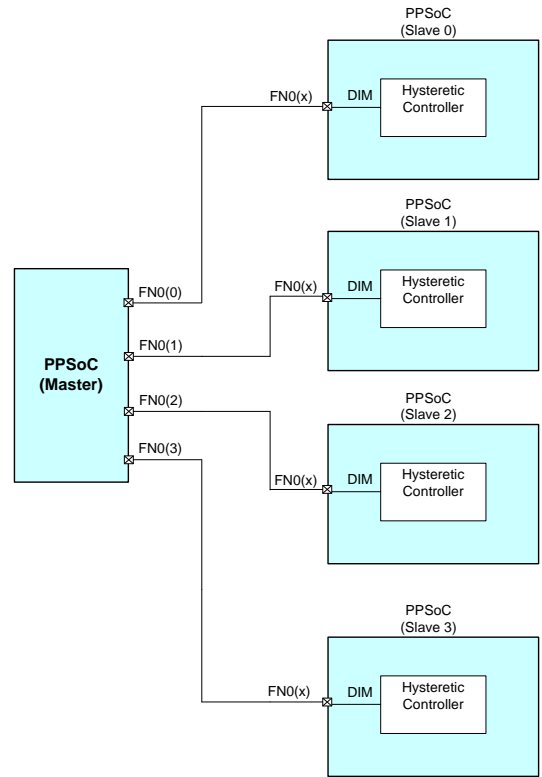 PPSoC
(Slave 0)
FN0(x)
DIM
Hysteretic
Controller
PPSoC
(Slave 1)
FN0(x)
DIM
Hysteretic
Controller
FN0(0)
FN0(1)
PPSoC
(Master)
FN0(2)
FN0(3)
PPSoC
(Slave 2)
FN0(x)
DIM
Hysteretic
Controller
PPSoC
(Slave 3)
FN0(x)
DIM
Hysteretic
Controller